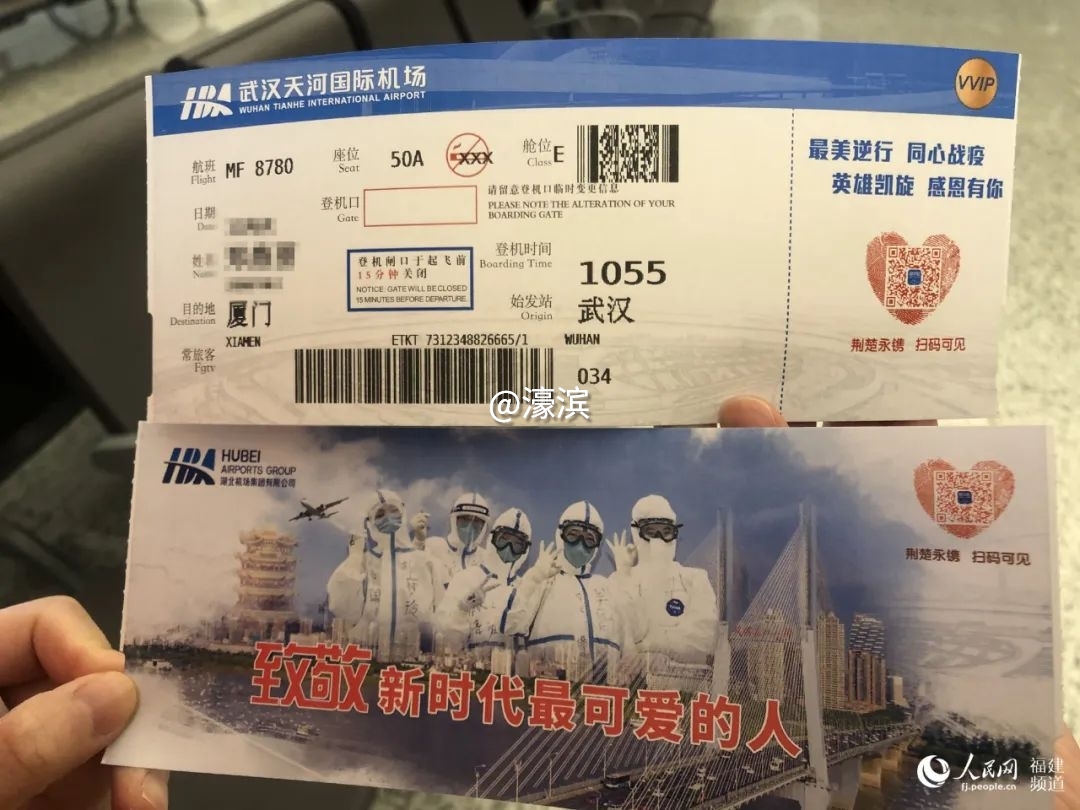 武汉天河国际机场
WUHAN TIANHE INTERNATIONAL AIRPORT
VVIP
航班 Flight MF 8780
座位 Seat 50A
XXX
舱位 Class E
登机口 Gate
请留意登机口临时变更信息
PLEASE NOTE THE ALTERATION OF YOUR
BOARDING GATE
日期 Date
姓名 Name
登机闸口于起飞前
15分钟关闭
NOTICE: GATE WILL BE CLOSED
15 MINUTES BEFORE DEPARTURE.
登机时间 Boarding Time 1055
目的地 Destination 厦门
XIAMEN
始发站 Origin 武汉
WUHAN
常旅客 Fqtv
ETKT 7312348826665/1
034
最美逆行 同心战疫
英雄凯旋 感恩有你
荆楚永镌 扫码可见
@濠滨
HUBEI
AIRPORTS GROUP
湖北机场集团有限公司
荆楚永镌 扫码可见
致敬新时代最可爱的人
人民网 福建频道
fj.people.cn